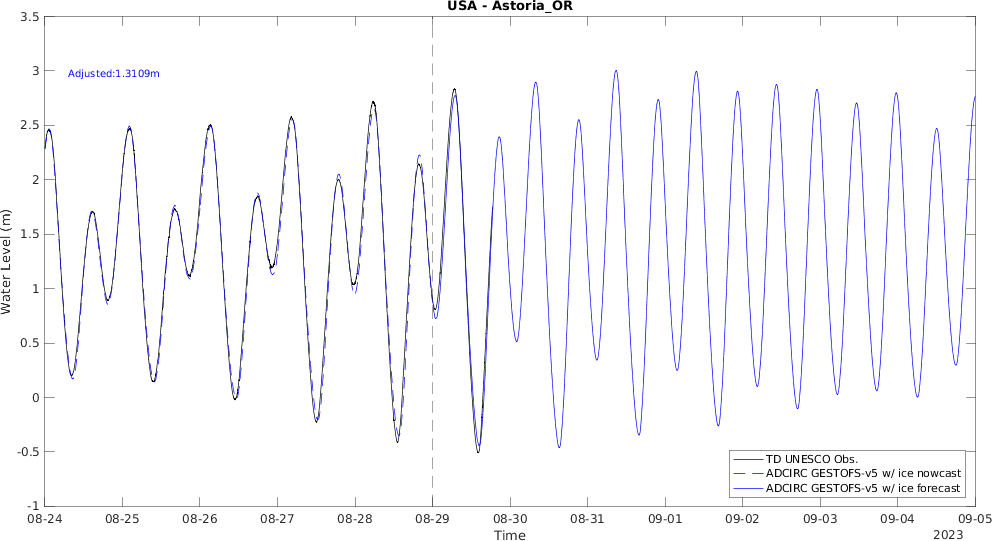 USA - Astoria_OR
3.5
3
2.5
2
1.5
1
0.5
0
-0.5
-1
Water Level (m)
Adjusted:1.3109m
TD UNESCO Obs.
ADCIRC GESTOFS-v5 w/ ice nowcast
ADCIRC GESTOFS-v5 w/ ice forecast
08-24 08-25 08-26 08-27 08-28 08-29 08-30 08-31 09-01 09-02 09-03 09-04 09-05
Time
2023